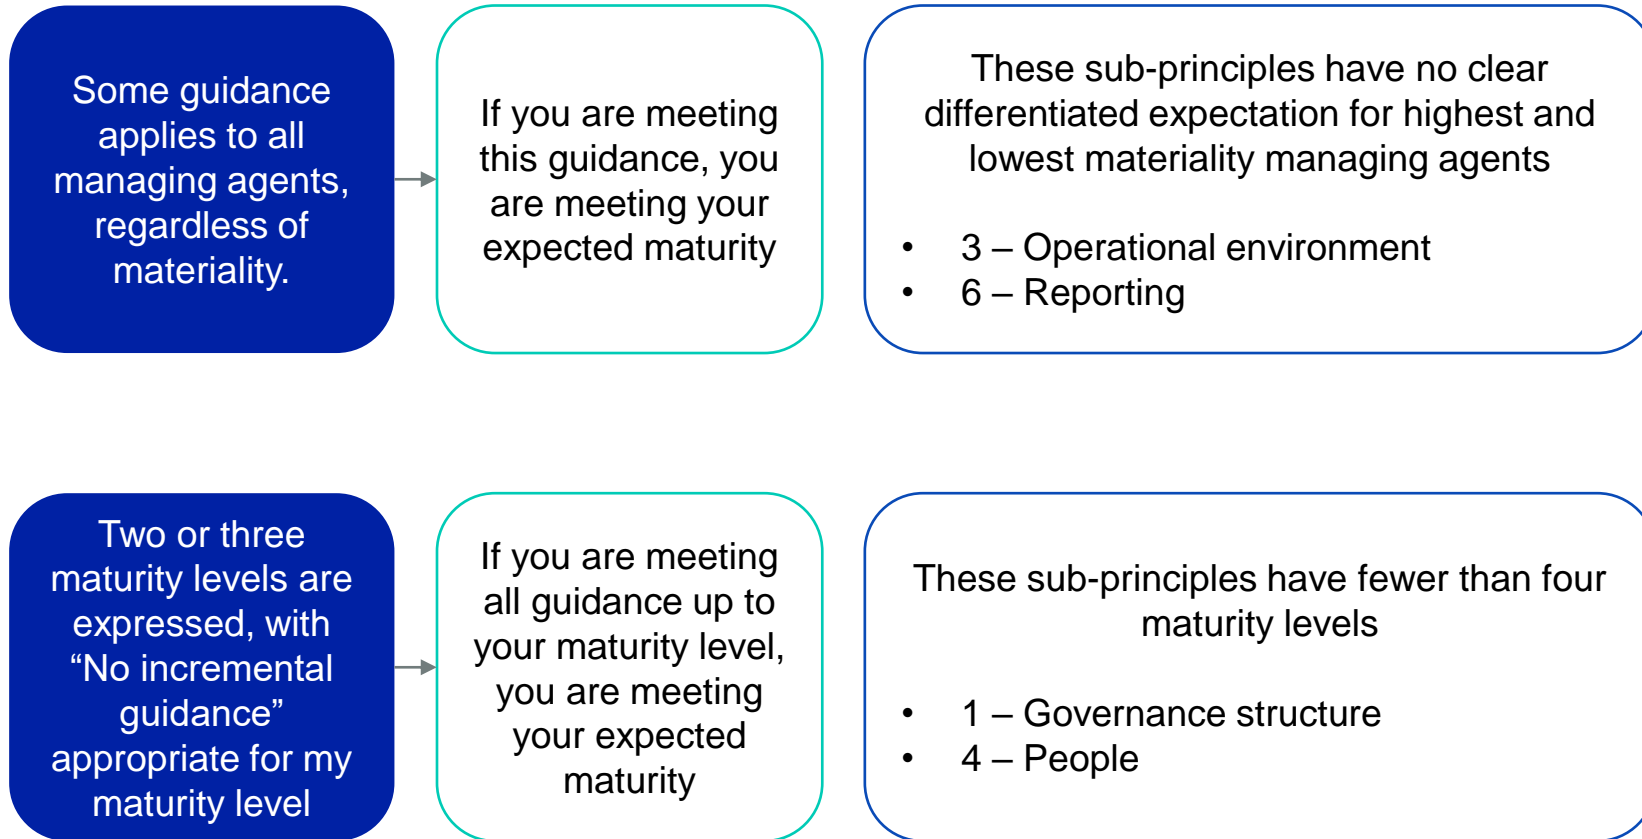 Some guidance
applies to all
managing agents,
regardless of
materiality.
If you are meeting
this guidance, you
are meeting your
expected maturity
These sub-principles have no clear
differentiated expectation for highest and
lowest materiality managing agents
• 3 – Operational environment
• 6 – Reporting
Two or three
maturity levels are
expressed, with
“No incremental
guidance”
appropriate for my
maturity level
If you are meeting
all guidance up to
your maturity level,
you are meeting
your expected
maturity
These sub-principles have fewer than four
maturity levels
• 1 – Governance structure
• 4 – People